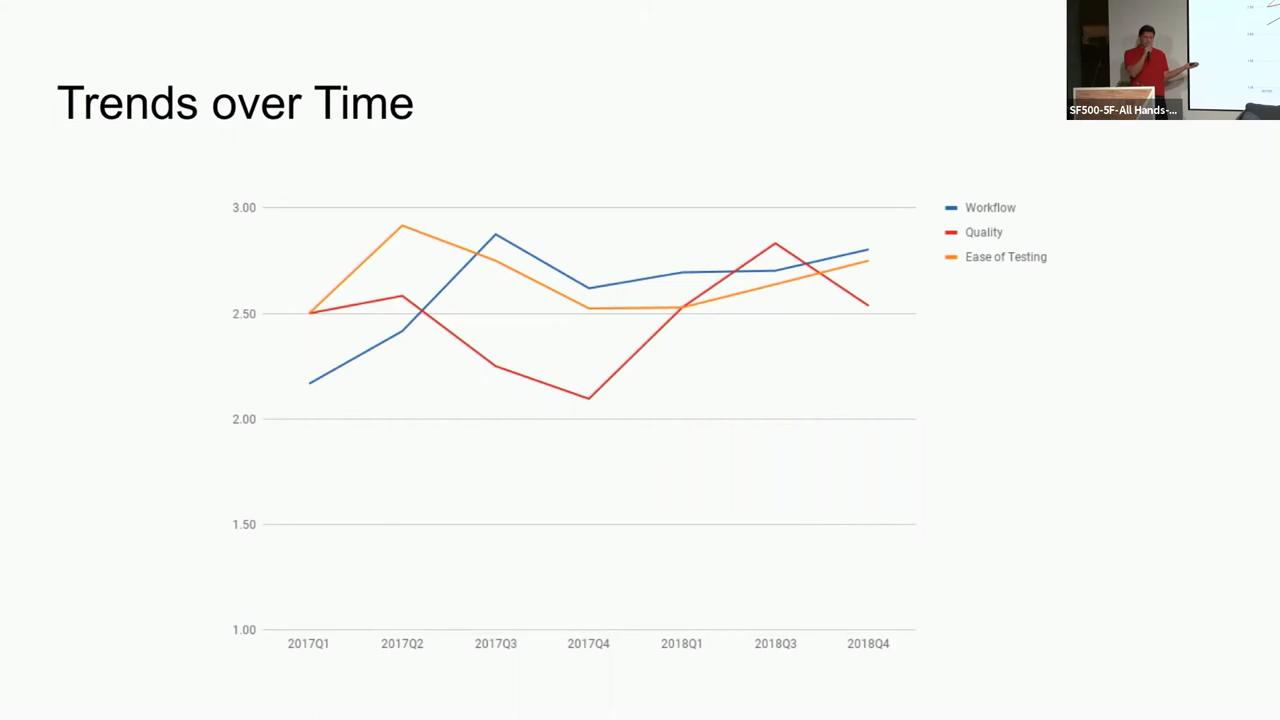 Trends over Time
SF500-5F-All Hands-...
3.00
2.50
2.00
1.50
1.00
2017Q1 2017Q2 2017Q3 2017Q4 2018Q1 2018Q3 2018Q4
Workflow
Quality
Ease of Testing